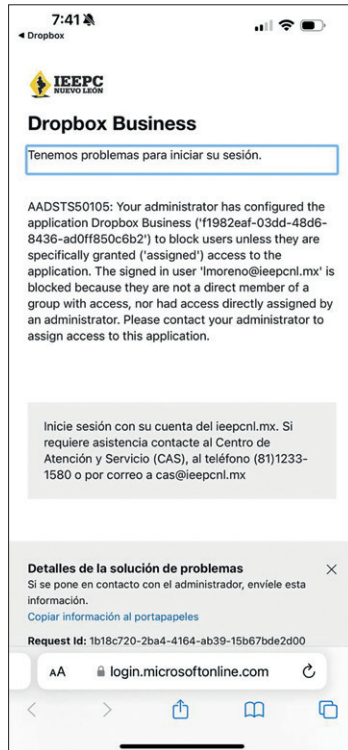 7:41
◀ Dropbox
IEEPC
NUEVO LEÓN
Dropbox Business
Tenemos problemas para iniciar su sesión.
AADSTS50105: Your administrator has configured the
application Dropbox Business ('f1982eaf-03dd-48d6-
8436-ad0ff850c6b2') to block users unless they are
specifically granted ('assigned') access to the
application. The signed in user 'lmoreno@ieepcnl.mx' is
blocked because they are not a direct member of a
group with access, nor had access directly assigned by
an administrator. Please contact your administrator to
assign access to this application.
Inicie sesión con su cuenta del ieepcnl.mx. Si
requiere asistencia contacte al Centro de
Atención y Servicio (CAS), al teléfono (81)1233-
1580 o por correo a cas@ieepcnl.mx
Detalles de la solución de problemas
Si se pone en contacto con el administrador, envíele esta
información.
Copiar información al portapapeles
Request Id: 1b18c720-2ba4-4164-ab39-15b67bde2d00
AA login.microsoftonline.com